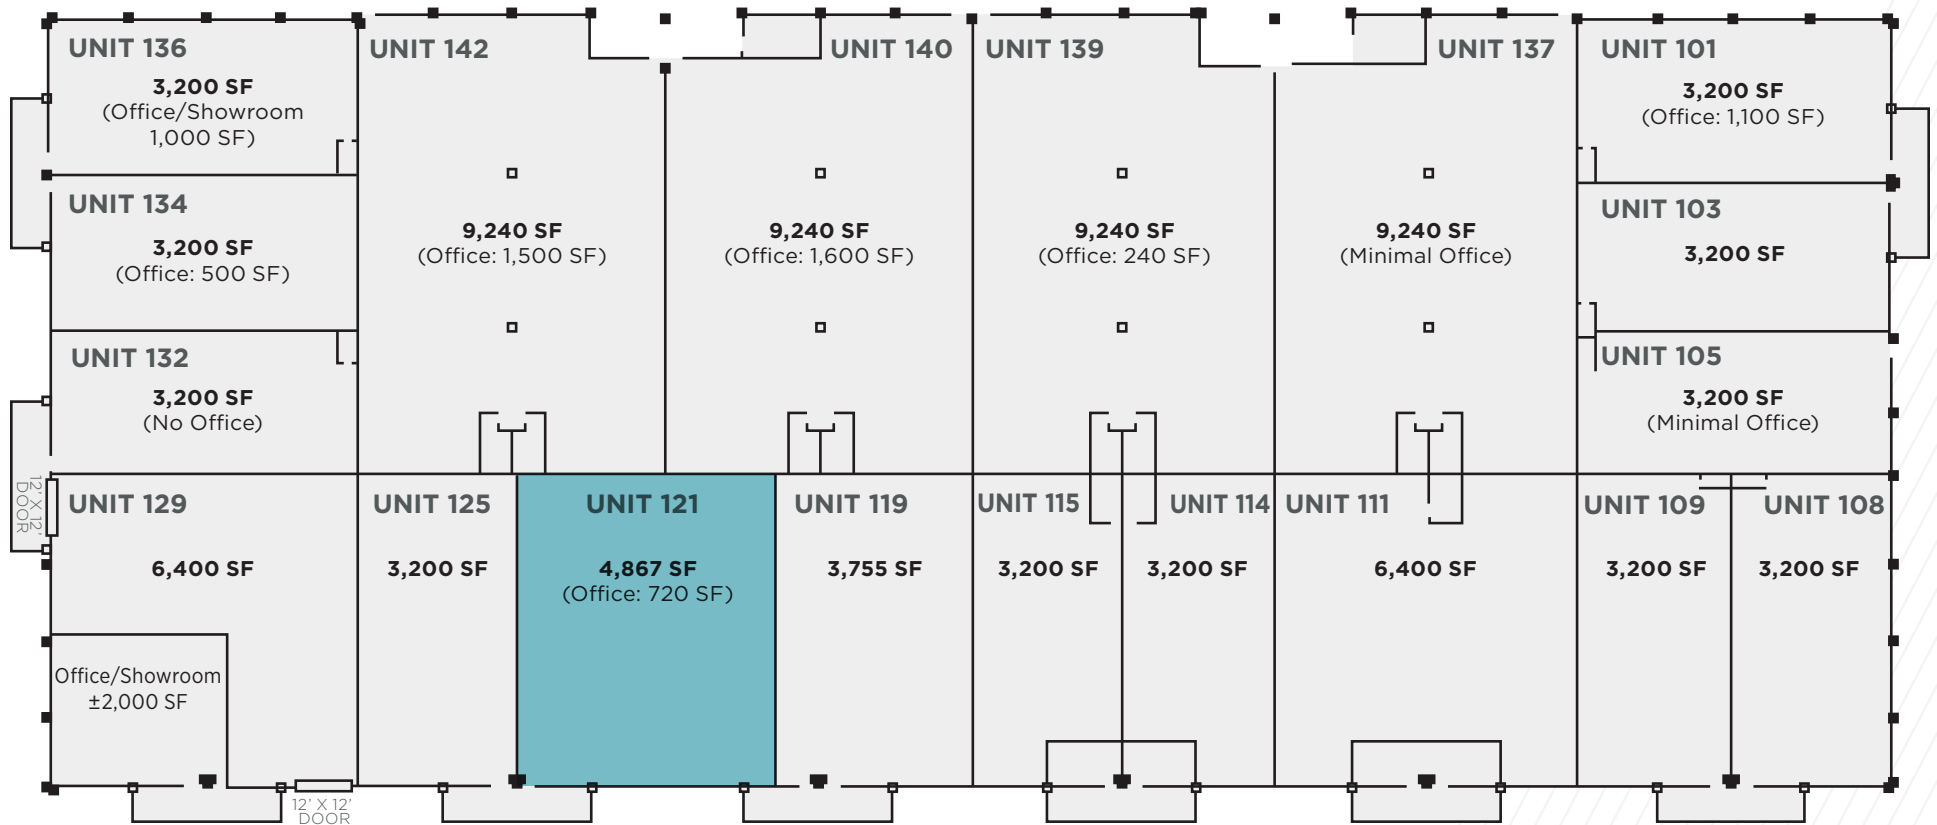 UNIT 136
3,200 SF
(Office/Showroom
1,000 SF)
UNIT 142
9,240 SF
(Office: 1,500 SF)
UNIT 140
9,240 SF
(Office: 1,600 SF)
UNIT 139
9,240 SF
(Office: 240 SF)
UNIT 137
9,240 SF
(Minimal Office)
UNIT 101
3,200 SF
(Office: 1,100 SF)
UNIT 134
3,200 SF
(Office: 500 SF)
UNIT 103
3,200 SF
UNIT 132
3,200 SF
(No Office)
UNIT 105
3,200 SF
(Minimal Office)
12' X 12'
DOOR
UNIT 129
6,400 SF
Office/Showroom
±2,000 SF
12' X 12'
DOOR
UNIT 125
3,200 SF
UNIT 121
4,867 SF
(Office: 720 SF)
UNIT 119
3,755 SF
UNIT 115
3,200 SF
UNIT 114
3,200 SF
UNIT 111
6,400 SF
UNIT 109
3,200 SF
UNIT 108
3,200 SF